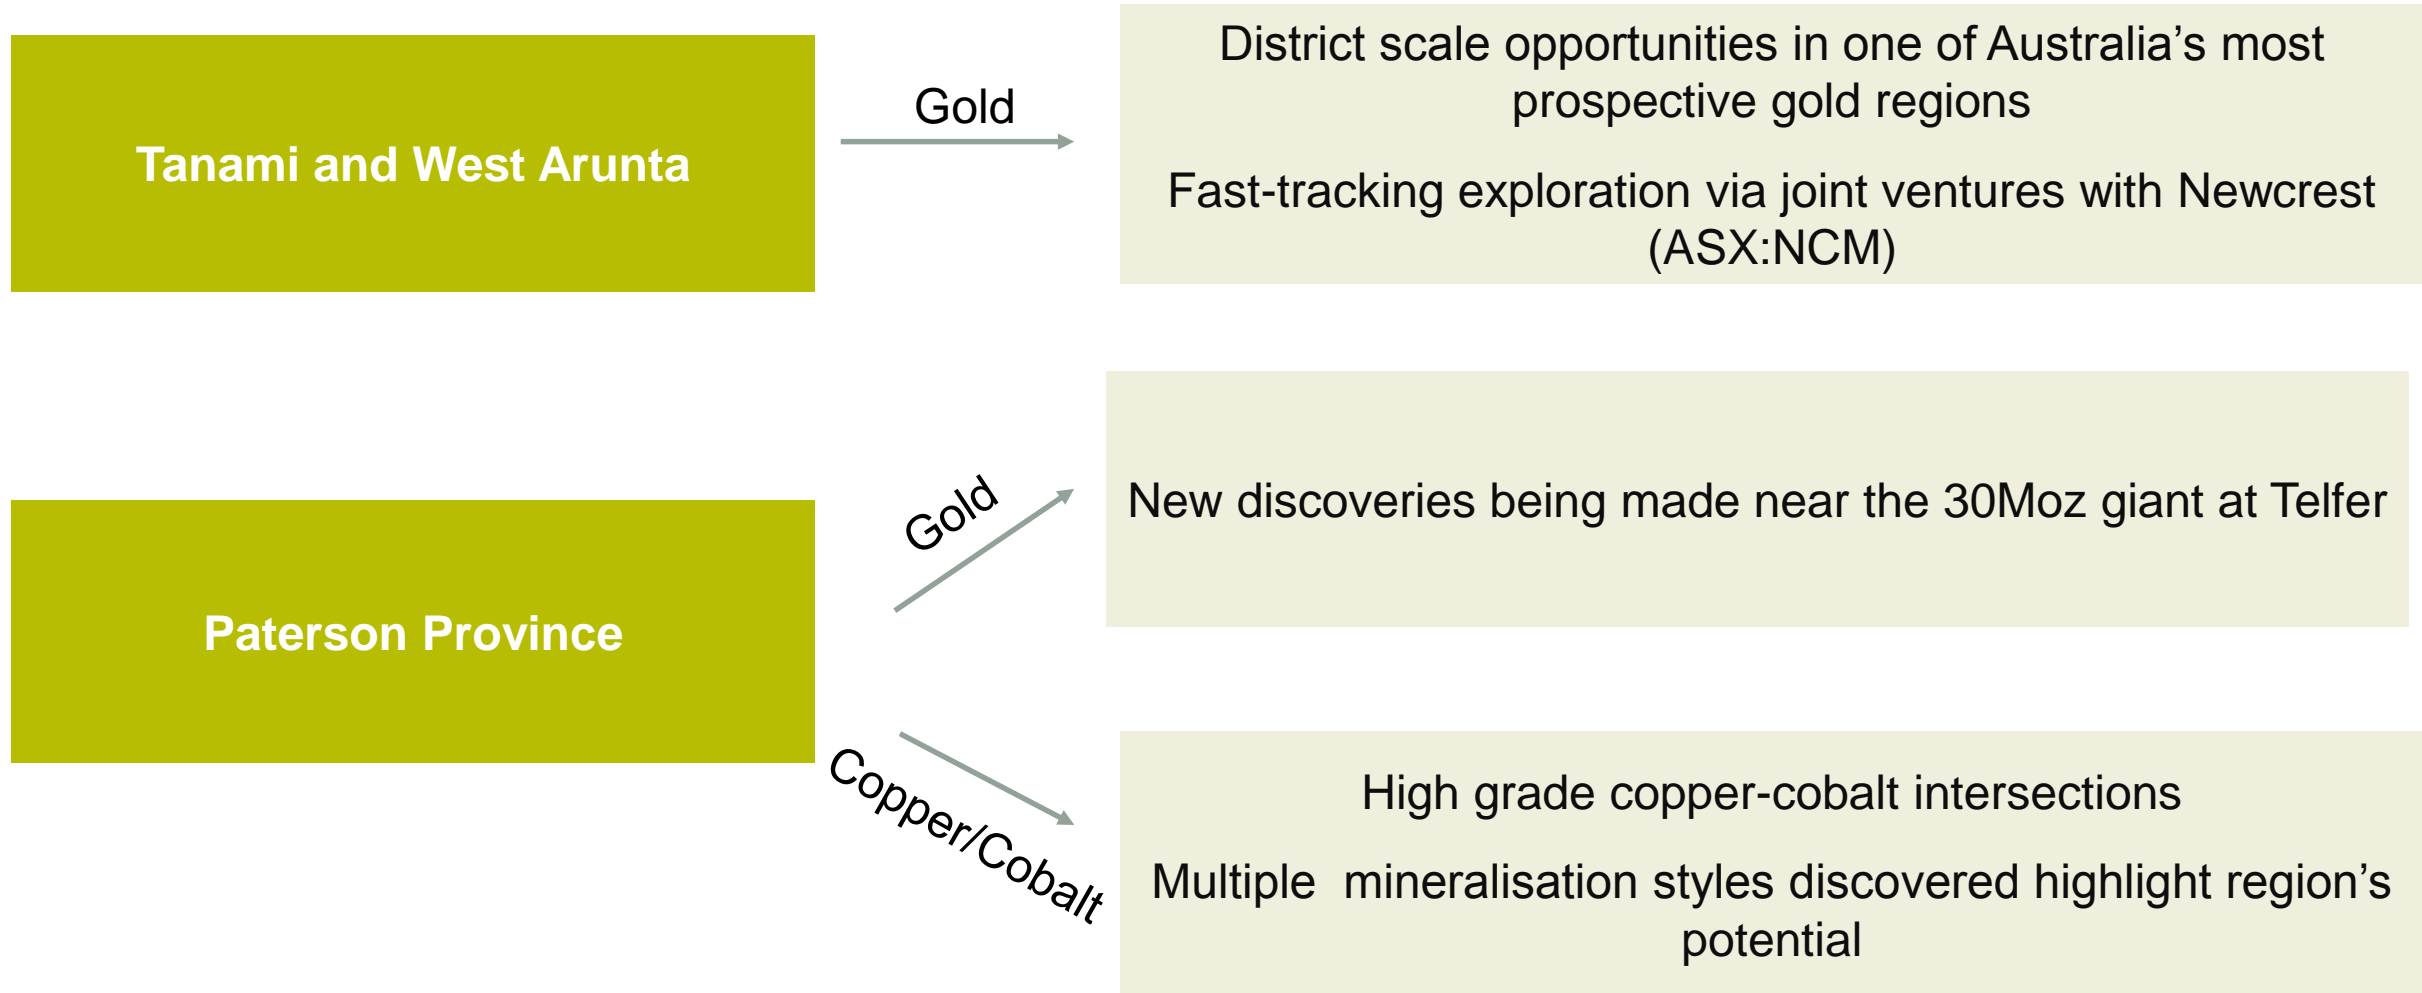 Tanami and West Arunta
Gold
District scale opportunities in one of Australia’s most
prospective gold regions
Fast-tracking exploration via joint ventures with Newcrest
(ASX:NCM)
Paterson Province
Gold
New discoveries being made near the 30Moz giant at Telfer
Copper/Cobalt
High grade copper-cobalt intersections
Multiple  mineralisation styles discovered highlight region’s
potential